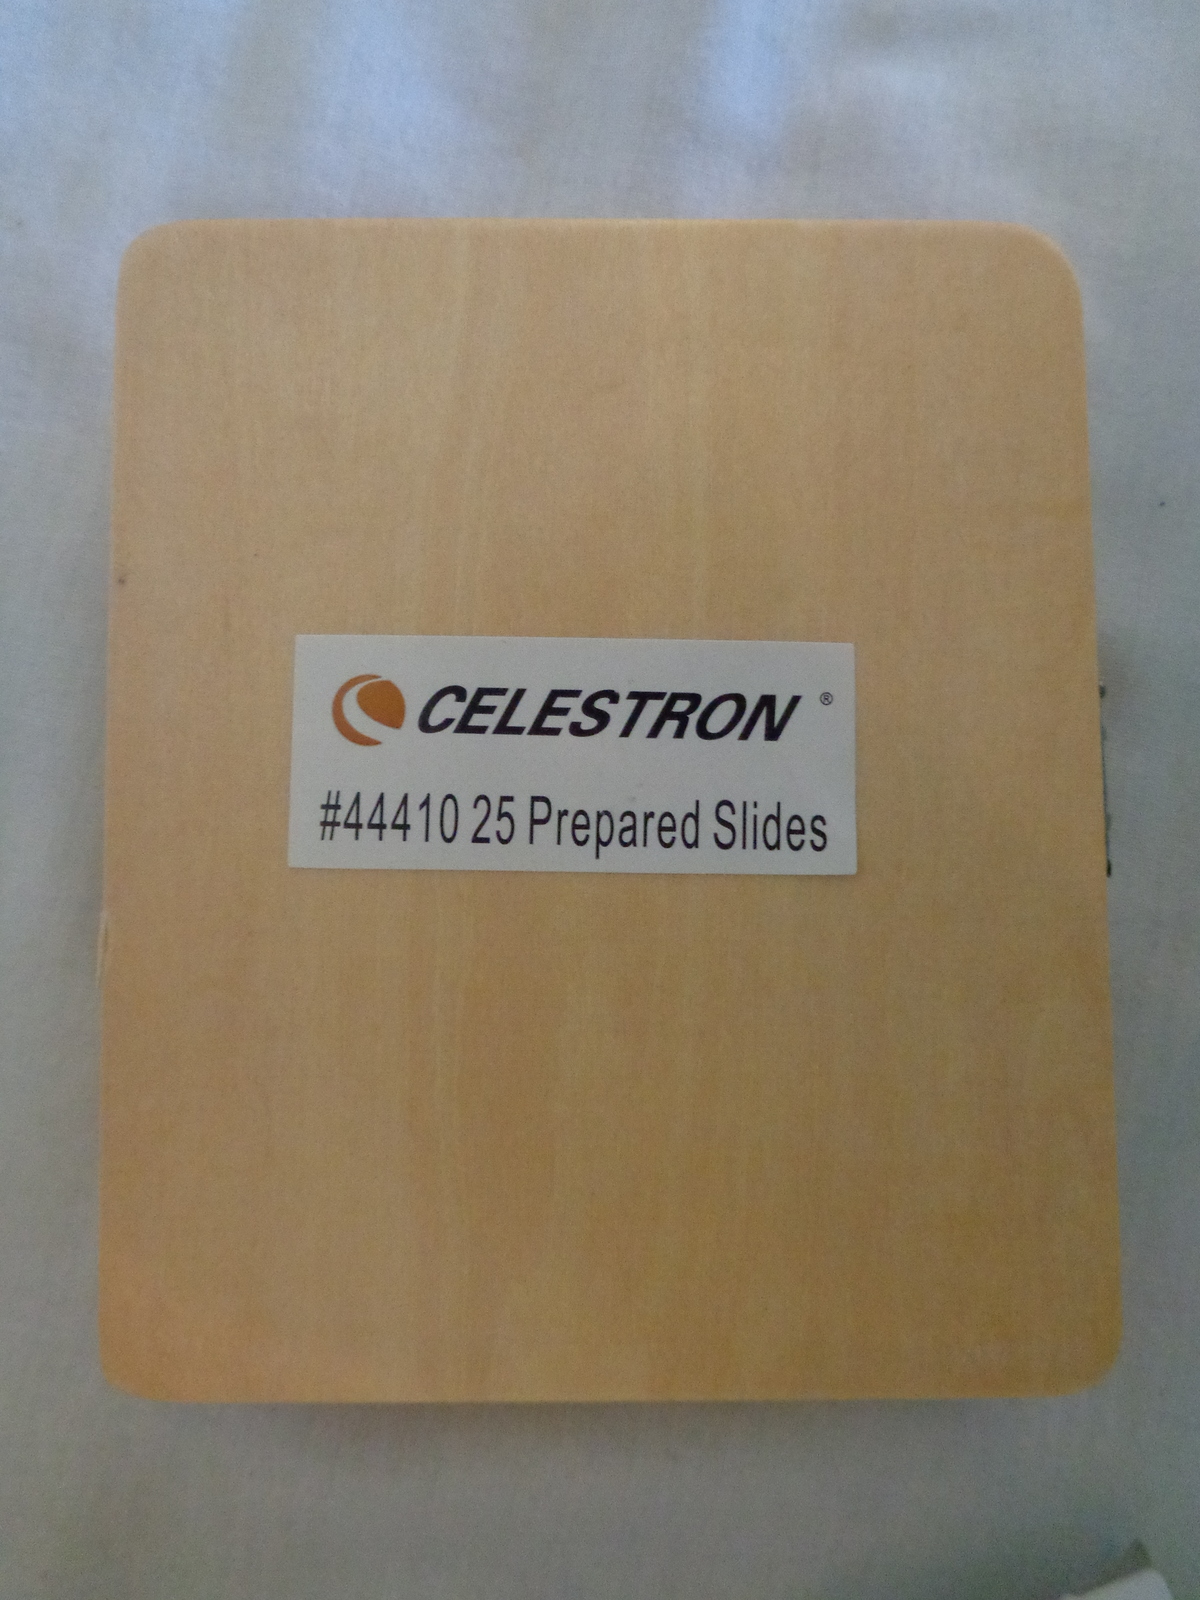 CELESTRON ®
#44410 25 Prepared Slides